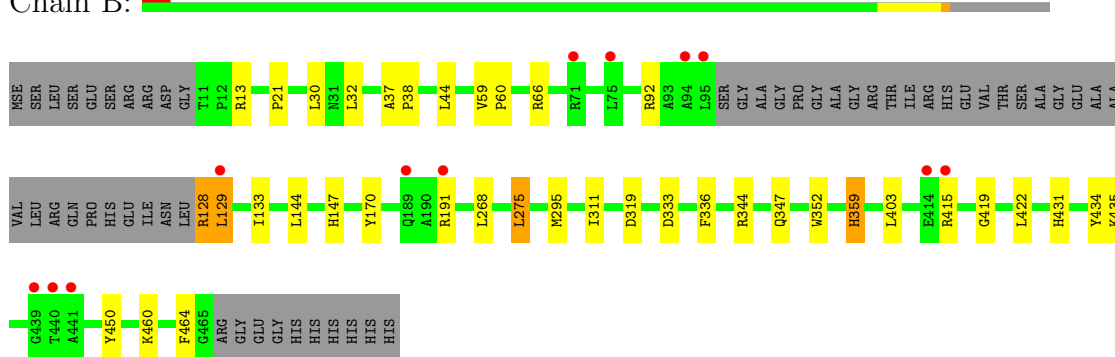 Chain B:
MSE SER LEU SER GLU SER ARG ARG ASP GLY T11 P12 R13 P21 L30 N31 L32 A37 P38 L44 V59 P60 R66 R71 L75 R92 A93 A94 L95 SER GLY ALA GLY PRO GLY ALA GLY ARG THR ILE ARG HIS GLU VAL THR SER ALA GLY GLU ALA ALA
VAL LEU ARG GLN PRO HIS GLU ILE ASN LEU R128 L129 I133 L144 H147 Y170 Q189 A190 R191 L268 L275 M295 I311 D319 D333 F336 R344 Q347 W352 H359 L403 E414 R415 G419 L422 H431 Y434 K435
G439 T440 A441 Y450 K460 F464 G465 ARG GLY GLU GLY HIS HIS HIS HIS HIS HIS